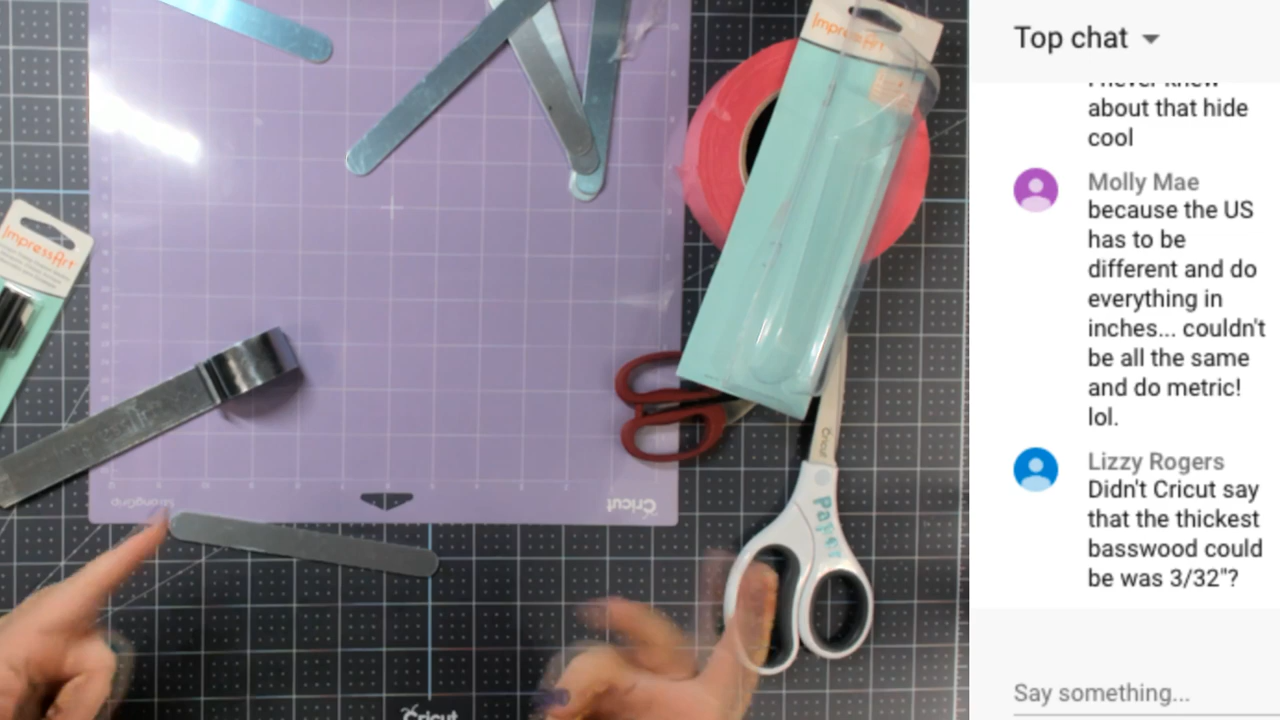 ImpressArt
ImpressArt
StrongGrip
Cricut
Cricut
Paper
Cricut
Top chat
about that hide
cool
Molly Mae
because the US
has to be
different and do
everything in
inches... couldn't
be all the same
and do metric!
lol.
Lizzy Rogers
Didn't Cricut say
that the thickest
basswood could
be was 3/32"?
Say something...